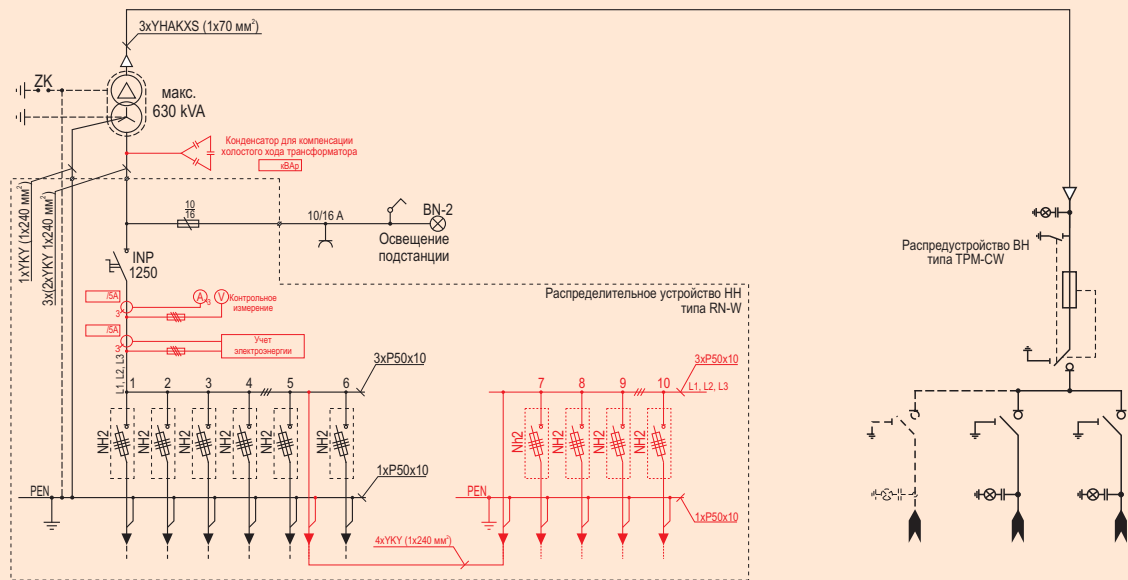 3xYHAKXS (1x70 мм²)
ZK
макс.
630 kVA
Конденсатор для компенсации
холостого хода трансформатора
кВАр
1xYKY (1x240 мм²)
3x(2xYKY 1x240 мм²)
10
16
10/16 A
BN-2
Освещение
подстанции
INP
1250
Распредустройство ВН
типа TPM-CW
Распределительное устройство НН
типа RN-W
/5A
3
A
3
V
Контрольное
измерение
/5A
3
Учет
электроэнергии
L1, L2, L3
3xP50x10
1 2 3 4 5 6
NH2 NH2 NH2 NH2 NH2 NH2
1xP50x10
PEN
3xP50x10
L1, L2, L3
7 8 9 10
Nh2 NH2 NH2 NH2
PEN
1xP50x10
4xYKY (1x240 мм²)